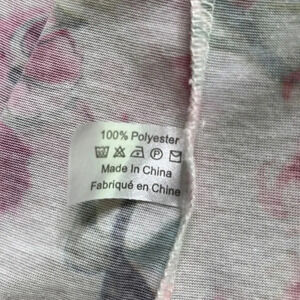 100% Polyester
Made In China
Fabriqué en Chine